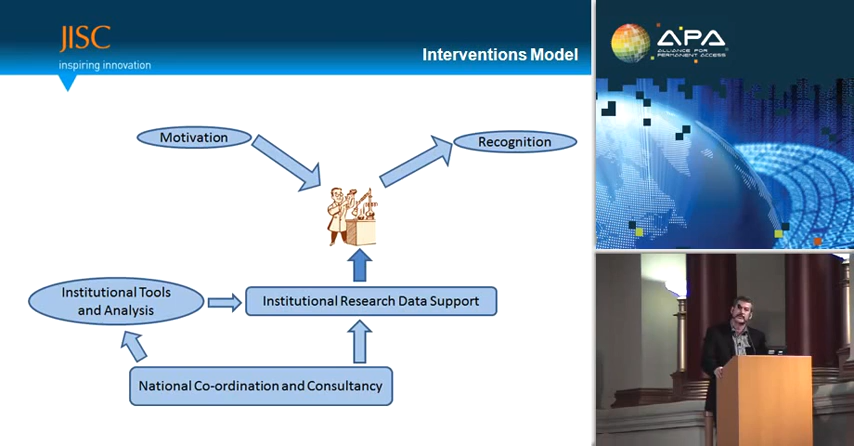 JISC
inspiring innovation
Interventions Model
APA
ALLIANCE FOR
PERMANENT ACCESS
Motivation
Recognition
Institutional Tools
and Analysis
Institutional Research Data Support
National Co-ordination and Consultancy